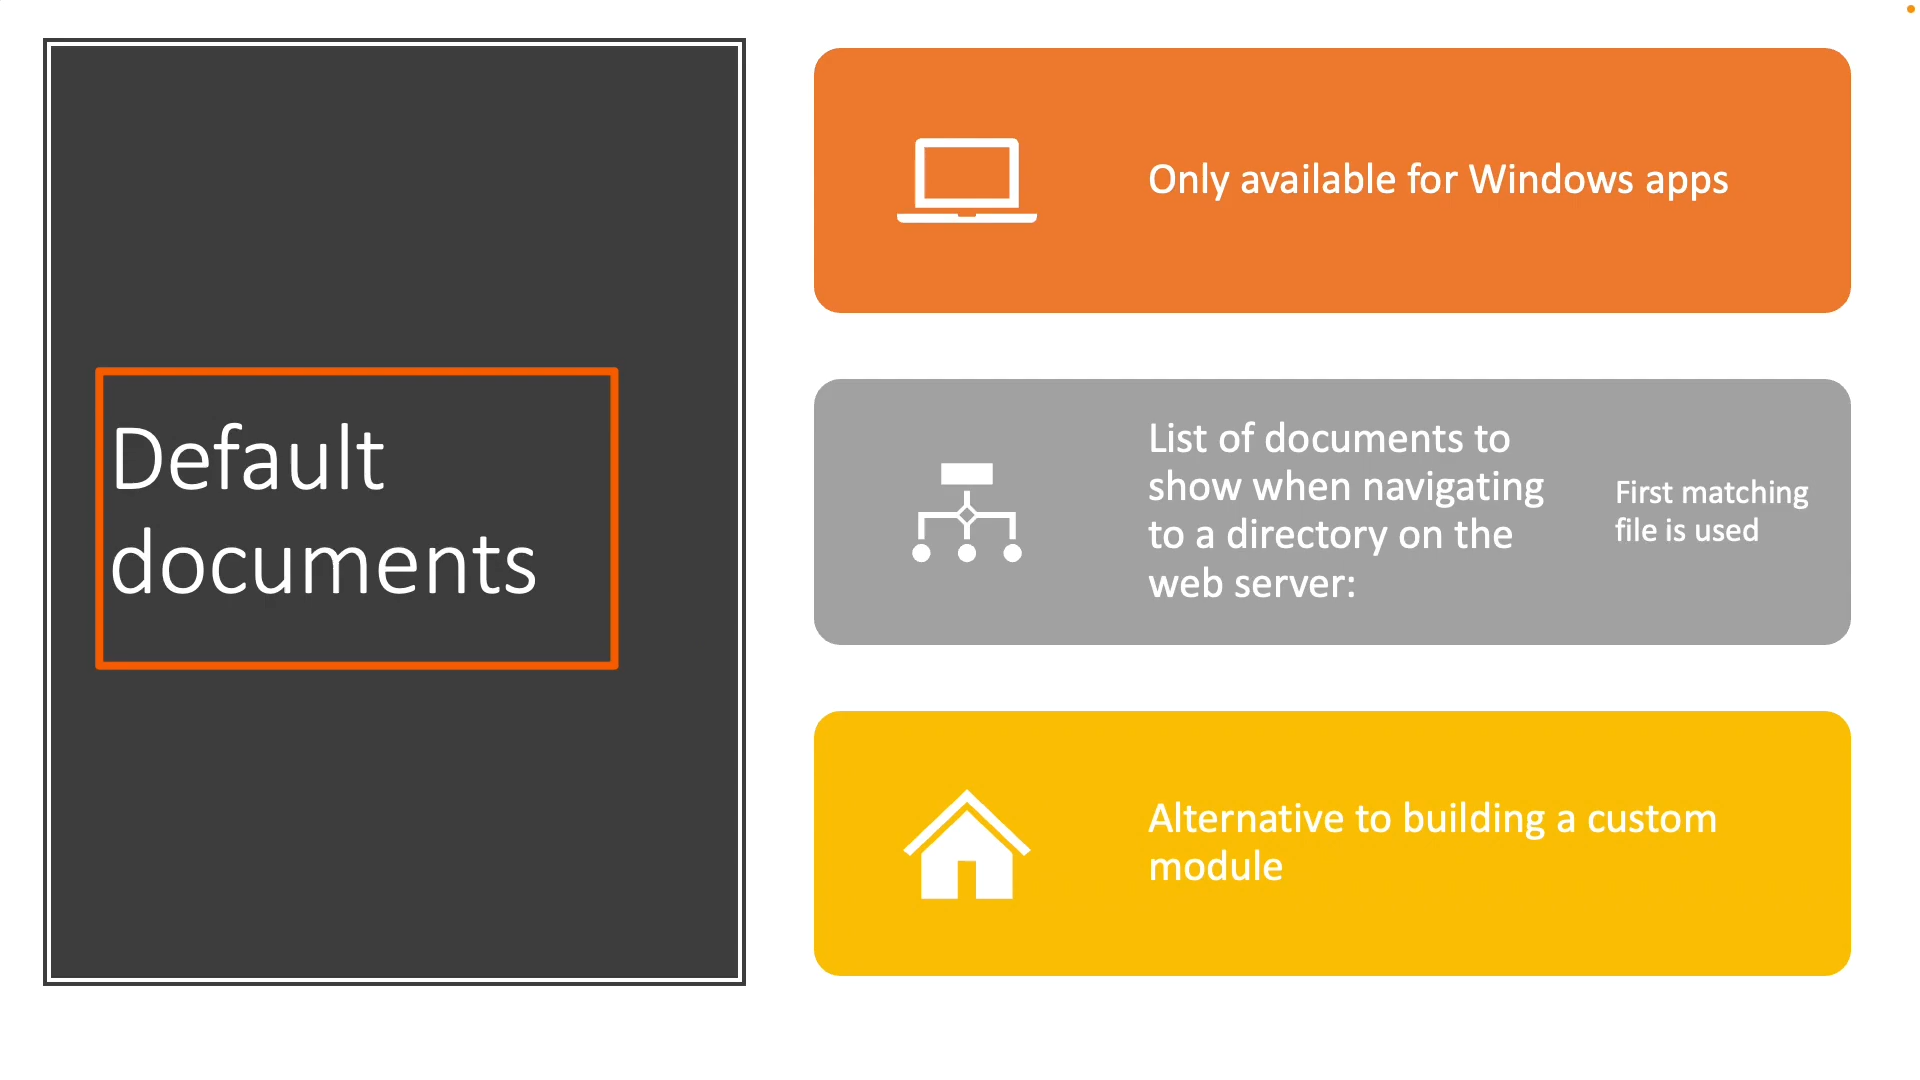 Default
documents
Only available for Windows apps
List of documents to
show when navigating
to a directory on the
web server:
First matching
file is used
Alternative to building a custom
module